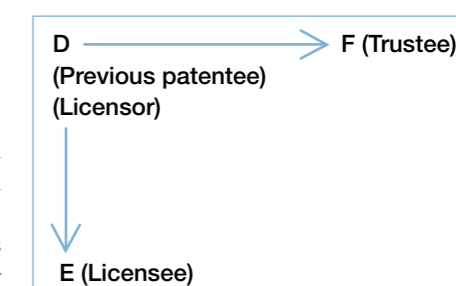 D F (Trustee)
(Previous patentee)
(Licensor)
E (Licensee)